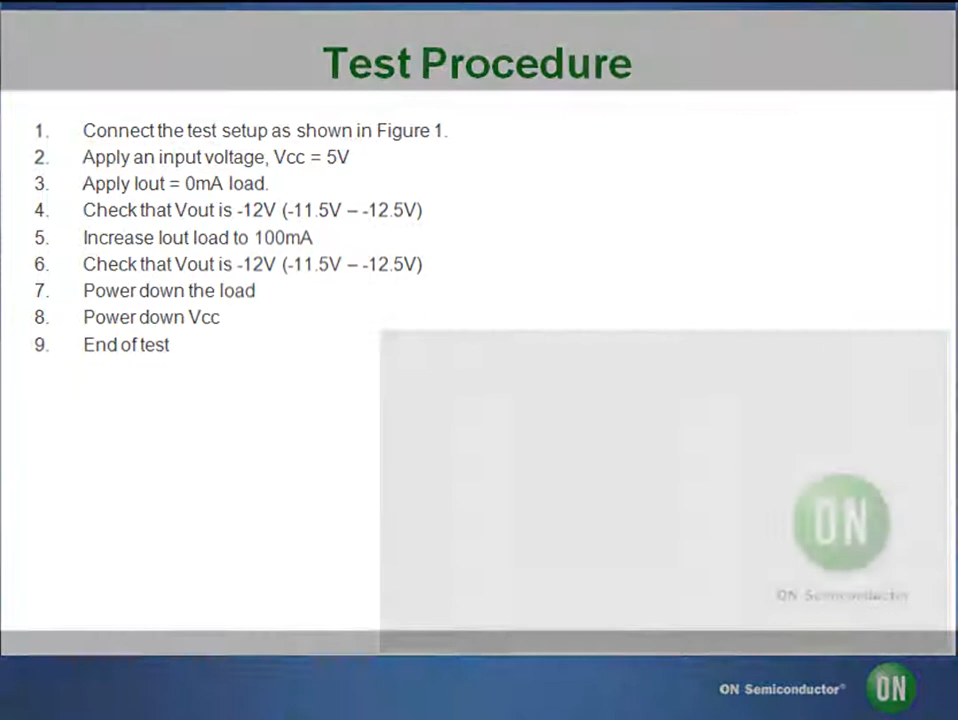 Test Procedure
1. Connect the test setup as shown in Figure 1.
2. Apply an input voltage, Vcc = 5V
3. Apply Iout = 0mA load.
4. Check that Vout is -12V (-11.5V – -12.5V)
5. Increase Iout load to 100mA
6. Check that Vout is -12V (-11.5V – -12.5V)
7. Power down the load
8. Power down Vcc
9. End of test
ON
ON Semiconductor
ON Semiconductor® ON